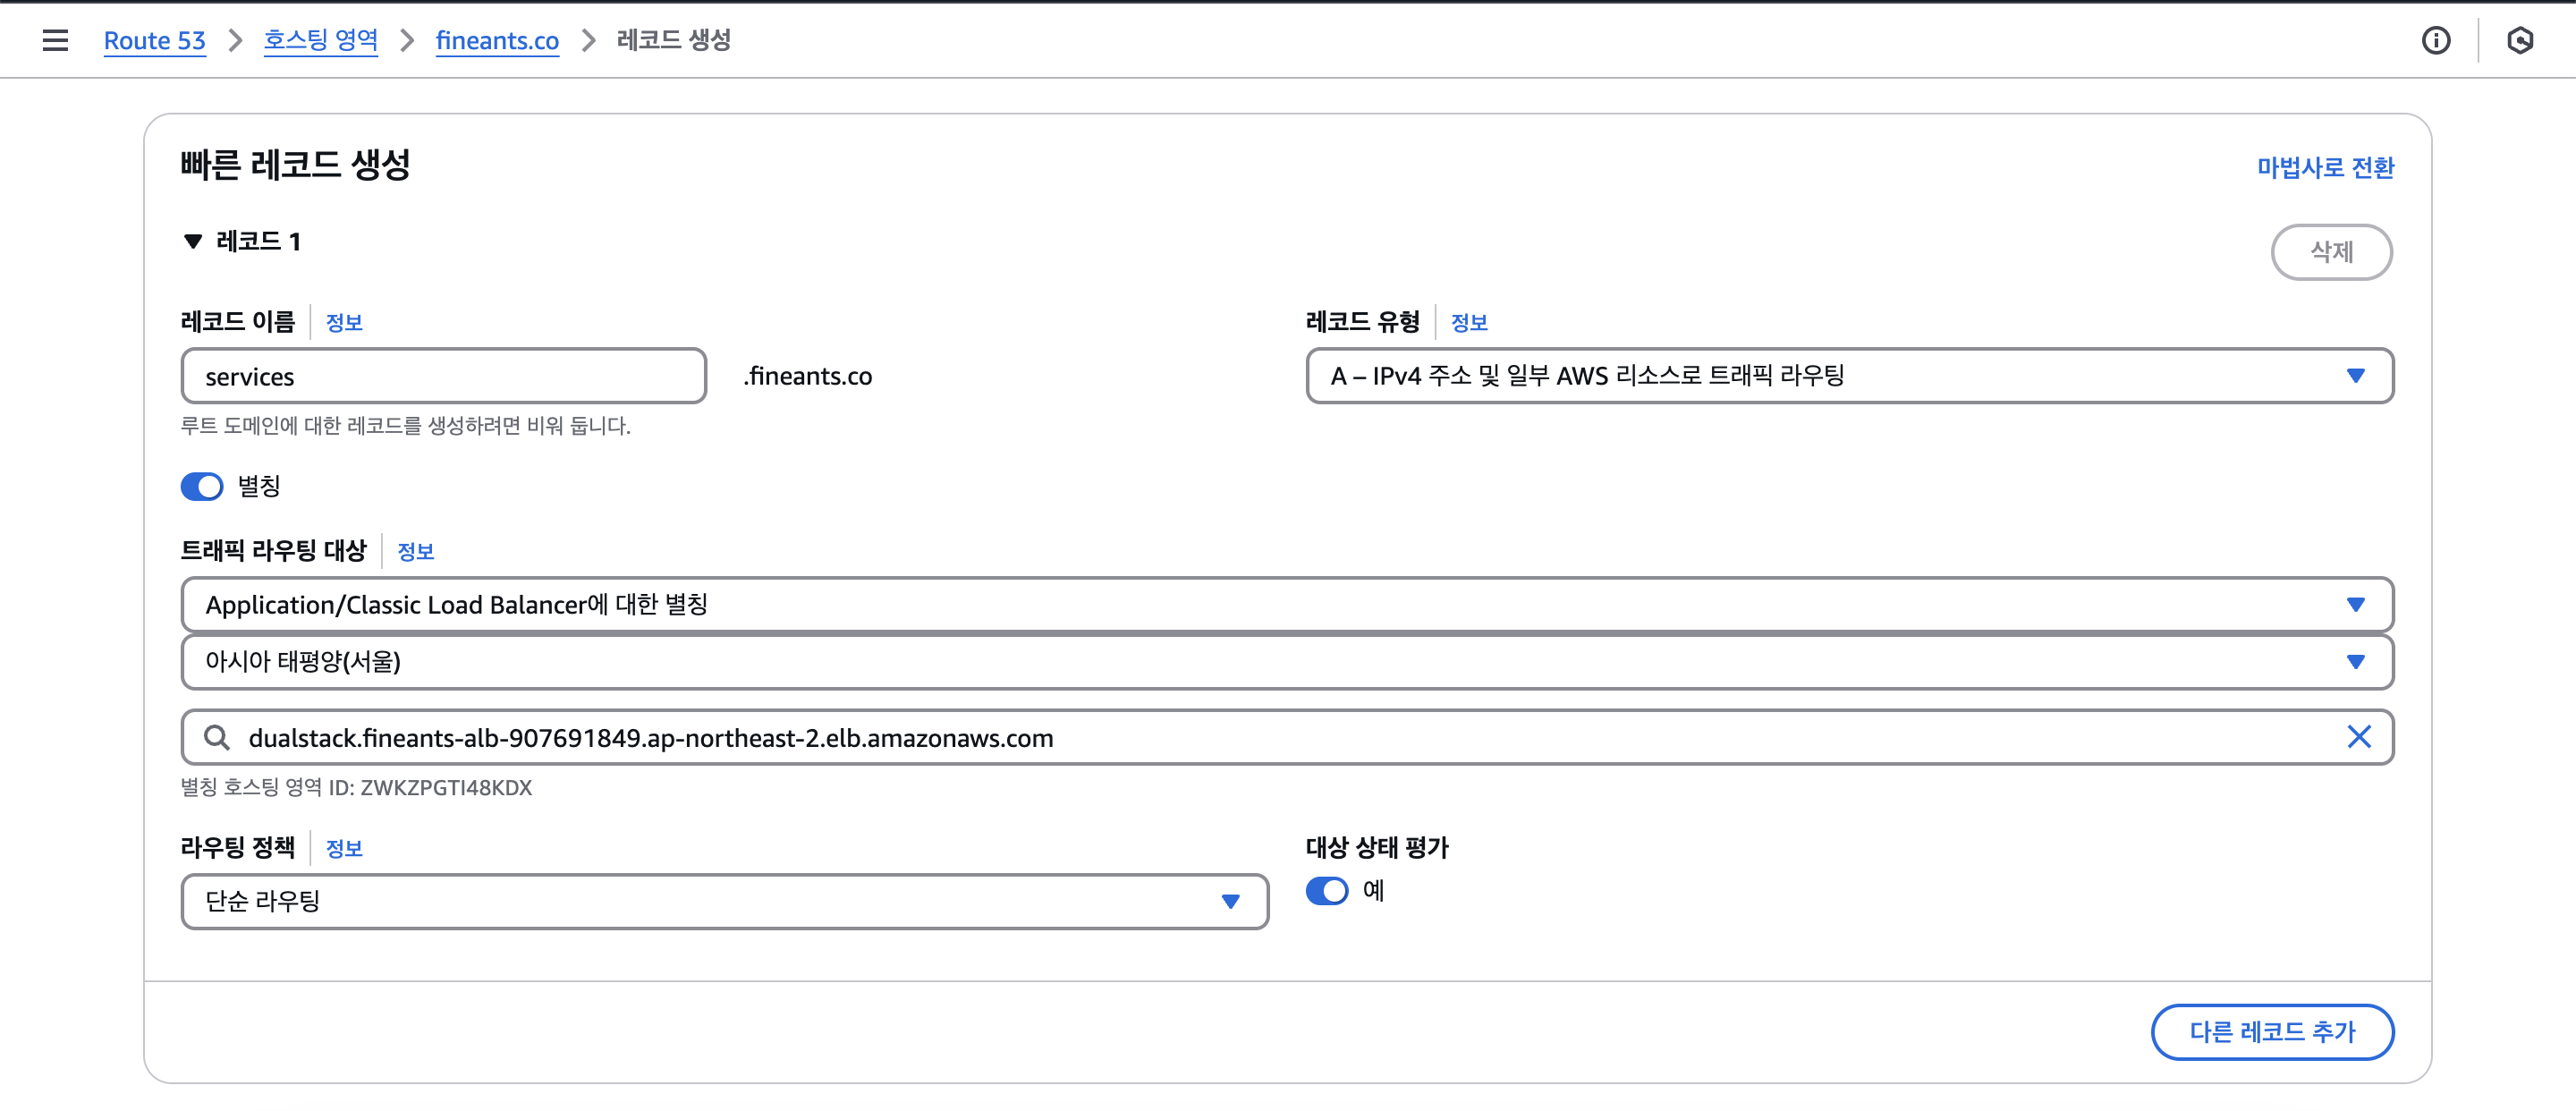 Route 53 > 호스팅 영역 > fineants.co > 레코드 생성
빠른 레코드 생성
마법사로 전환
레코드 1
삭제
레코드 이름 정보
services
.fineants.co
루트 도메인에 대한 레코드를 생성하려면 비워 둡니다.
레코드 유형 정보
A – IPv4 주소 및 일부 AWS 리소스로 트래픽 라우팅
별칭
트래픽 라우팅 대상 정보
Application/Classic Load Balancer에 대한 별칭
아시아 태평양(서울)
dualstack.fineants-alb-907691849.ap-northeast-2.elb.amazonaws.com
별칭 호스팅 영역 ID: ZWKZPGTI48KDX
라우팅 정책 정보
단순 라우팅
대상 상태 평가
예
다른 레코드 추가